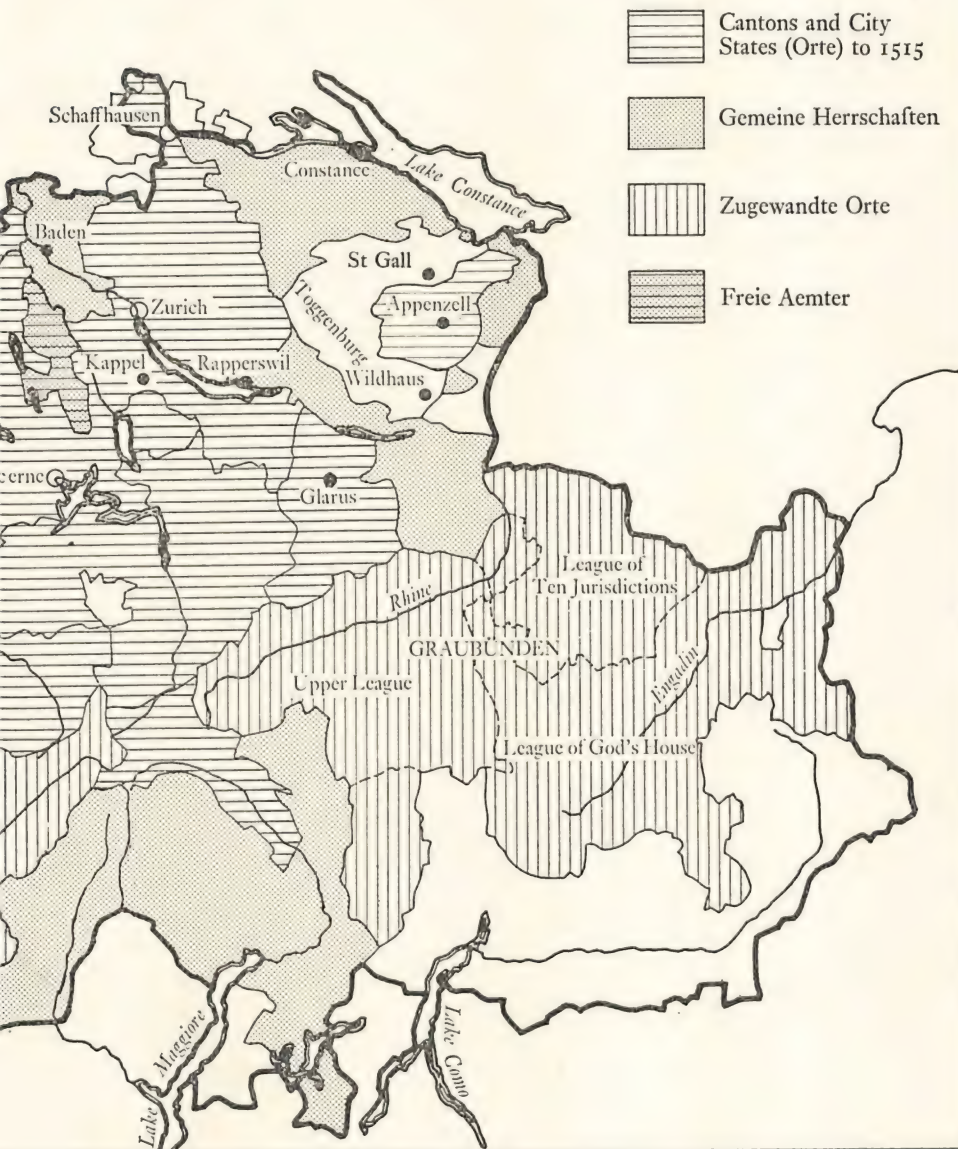 Cantons and City
States (Orte) to 1515
Gemeine Herrschaften
Zugewandte Orte
Freie Aemter
Schaffhausen
Constance
Lake Constance
Baden
St Gall
Toggenburg
Appenzell
Zurich
Kappel
Rapperswil
Wildhaus
cerne
Glarus
League of
Ten Jurisdictions
Rhine
GRAUBÜNDEN
Engadin
Upper League
League of God's House
Lake Maggiore
Lake Como